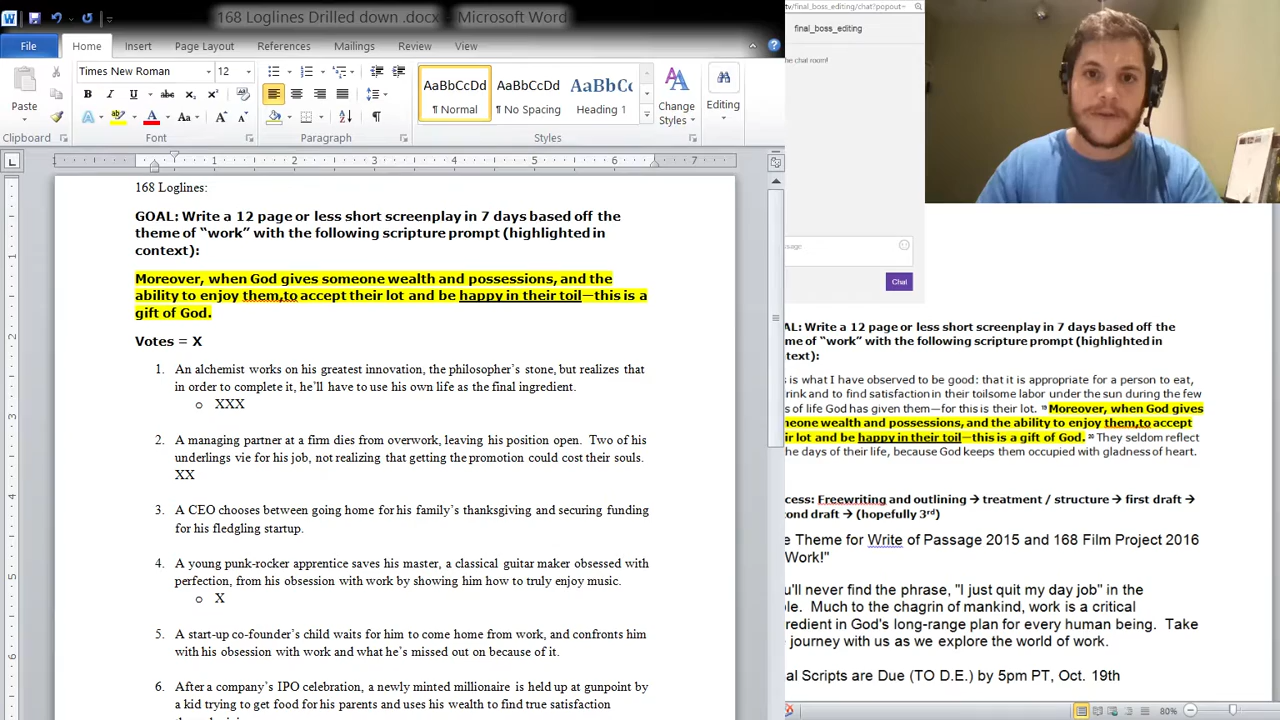 168 Loglines Drilled down .docx - Microsoft Word
File Home Insert Page Layout References Mailings Review View
Times New Roman 12
AaBbCcDd AaBbCcDd AaBbCc
Paste ¶ Normal ¶ No Spacing Heading 1 Change Styles Editing
Clipboard Font Paragraph Styles
168 Loglines:
GOAL: Write a 12 page or less short screenplay in 7 days based off the
theme of “work” with the following scripture prompt (highlighted in
context):
Moreover, when God gives someone wealth and possessions, and the
ability to enjoy them,to accept their lot and be happy in their toil—this is a
gift of God.
Votes = X
1. An alchemist works on his greatest innovation, the philosopher’s stone, but realizes that
in order to complete it, he’ll have to use his own life as the final ingredient.
o XXX
2. A managing partner at a firm dies from overwork, leaving his position open. Two of his
underlings vie for his job, not realizing that getting the promotion could cost their souls.
XX
3. A CEO chooses between going home for his family’s thanksgiving and securing funding
for his fledgling startup.
4. A young punk-rocker apprentice saves his master, a classical guitar maker obsessed with
perfection, from his obsession with work by showing him how to truly enjoy music.
o X
5. A start-up co-founder’s child waits for him to come home from work, and confronts him
with his obsession with work and what he’s missed out on because of it.
6. After a company’s IPO celebration, a newly minted millionaire is held up at gunpoint by
a kid trying to get food for his parents and uses his wealth to find true satisfaction
tv/final_boss_editing/chat?popout=
final_boss_editing
he chat room!
ssage
Chat
AL: Write a 12 page or less short screenplay in 7 days based off the
me of “work” with the following scripture prompt (highlighted in
text):
s is what I have observed to be good: that it is appropriate for a person to eat,
rink and to find satisfaction in their toilsome labor under the sun during the few
s of life God has given them—for this is their lot. 19 Moreover, when God gives
neone wealth and possessions, and the ability to enjoy them,to accept
ir lot and be happy in their toil—this is a gift of God. 20 They seldom reflect
he days of their life, because God keeps them occupied with gladness of heart.
cess: Freewriting and outlining → treatment / structure → first draft →
ond draft → (hopefully 3rd)
e Theme for Write of Passage 2015 and 168 Film Project 2016
Work!"
u'll never find the phrase, "I just quit my day job" in the
le. Much to the chagrin of mankind, work is a critical
redient in God's long-range plan for every human being. Take
journey with us as we explore the world of work.
al Scripts are Due (TO D.E.) by 5pm PT, Oct. 19th
80%